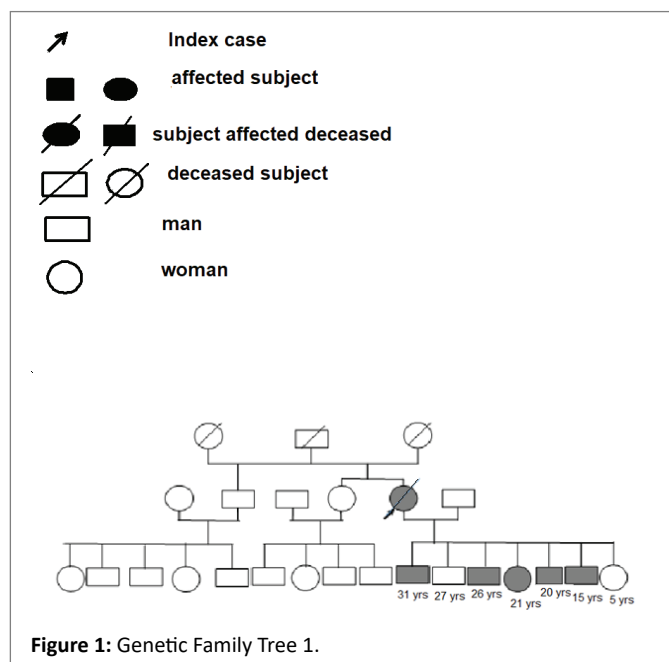 Index case
affected subject
subject affected deceased
deceased subject
man
woman
31 yrs 27 yrs 26 yrs 21 yrs 20 yrs 15 yrs 5 yrs
Figure 1: Genetic Family Tree 1.